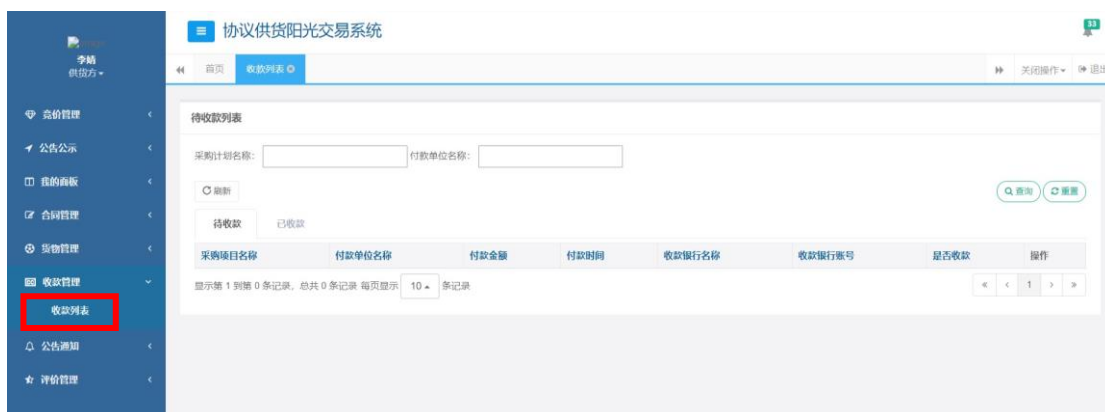 协议供货阳光交易系统
33
李婧
供货方
首页 收款列表
关闭操作 退出
竞价管理
公告公示
我的面板
合同管理
货物管理
收款管理
收款列表
公告通知
评价管理
待收款列表
采购计划名称: 付款单位名称:
刷新
查询 重置
待收款 已收款
采购项目名称 付款单位名称 付款金额 付款时间 收款银行名称 收款银行账号 是否收款 操作
显示第 1 到第 0 条记录，总共 0 条记录 每页显示 10 条记录
« ‹ 1 › »